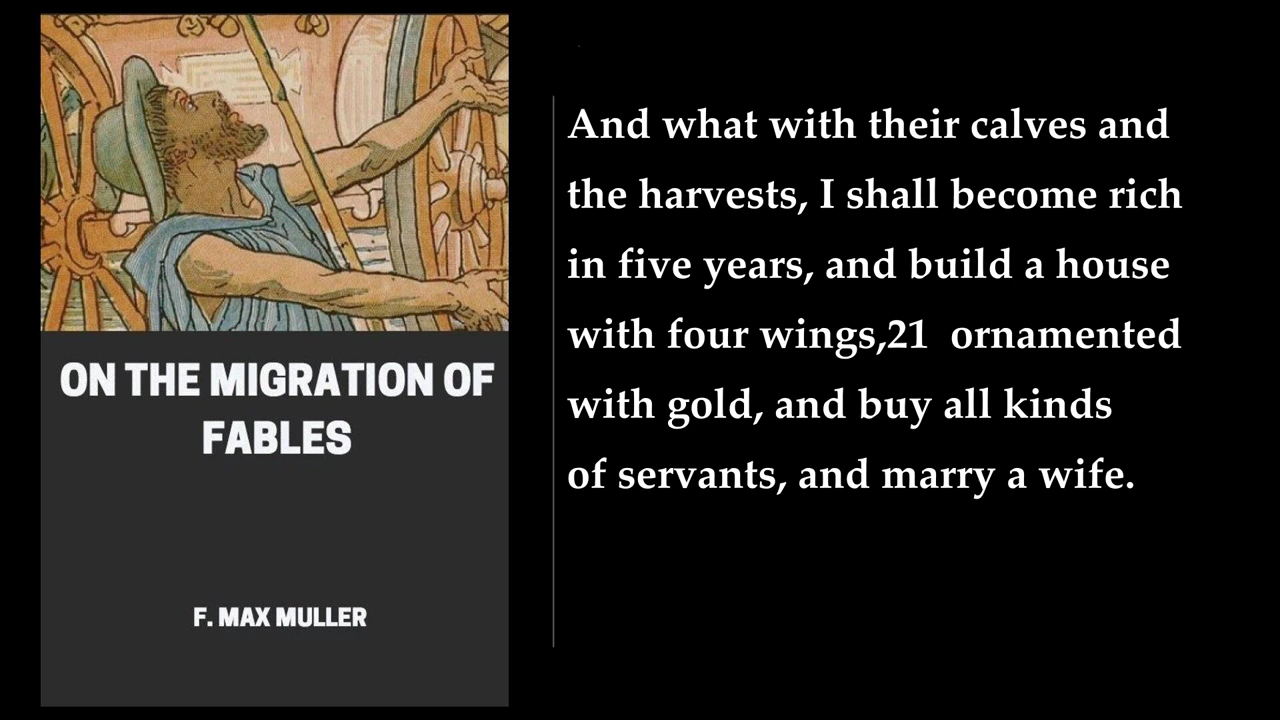 ON THE MIGRATION OF
FABLES
F. MAX MULLER
And what with their calves and
the harvests, I shall become rich
in five years, and build a house
with four wings,21  ornamented
with gold, and buy all kinds
of servants, and marry a wife.